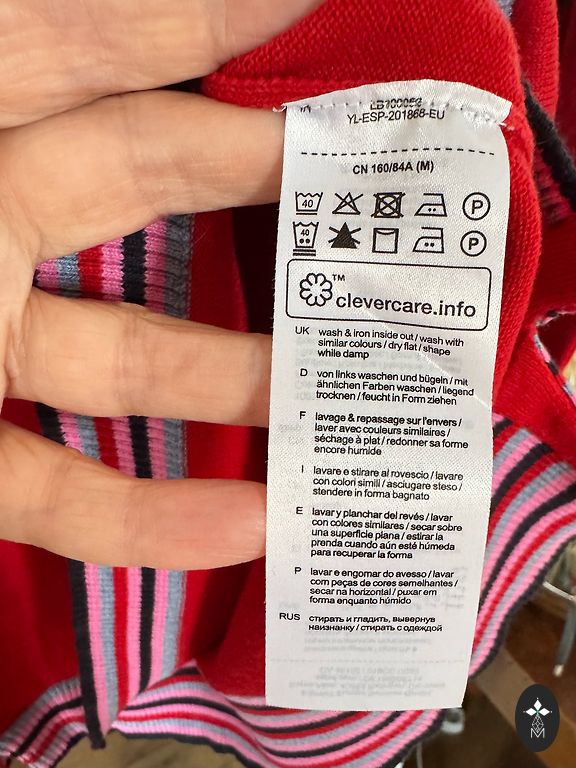 LB100053
YL-ESP-201868-EU
CN 160/84A (M)
40 P
40 P
™
clevercare.info
UK wash & iron inside out / wash with
similar colours / dry flat / shape
while damp
D von links waschen und bügeln / mit
ähnlichen Farben waschen / liegend
trocknen / feucht in Form ziehen
F lavage & repassage sur l'envers /
laver avec couleurs similaires /
séchage à plat / redonner sa forme
encore humide
I lavare e stirare al rovescio / lavare
con colori simili / asciugare steso /
stendere in forma bagnato
E lavar y planchar del revés / lavar
con colores similares / secar sobre
una superficie plana / estirar la
prenda cuando aún esté húmeda
para recuperar la forma
P lavar e engomar do avesso / lavar
com peças de cores semelhantes /
secar na horizontal / puxar em
forma enquanto húmido
RUS стирать и гладить, вывернув
наизнанку / стирать с одеждой
M